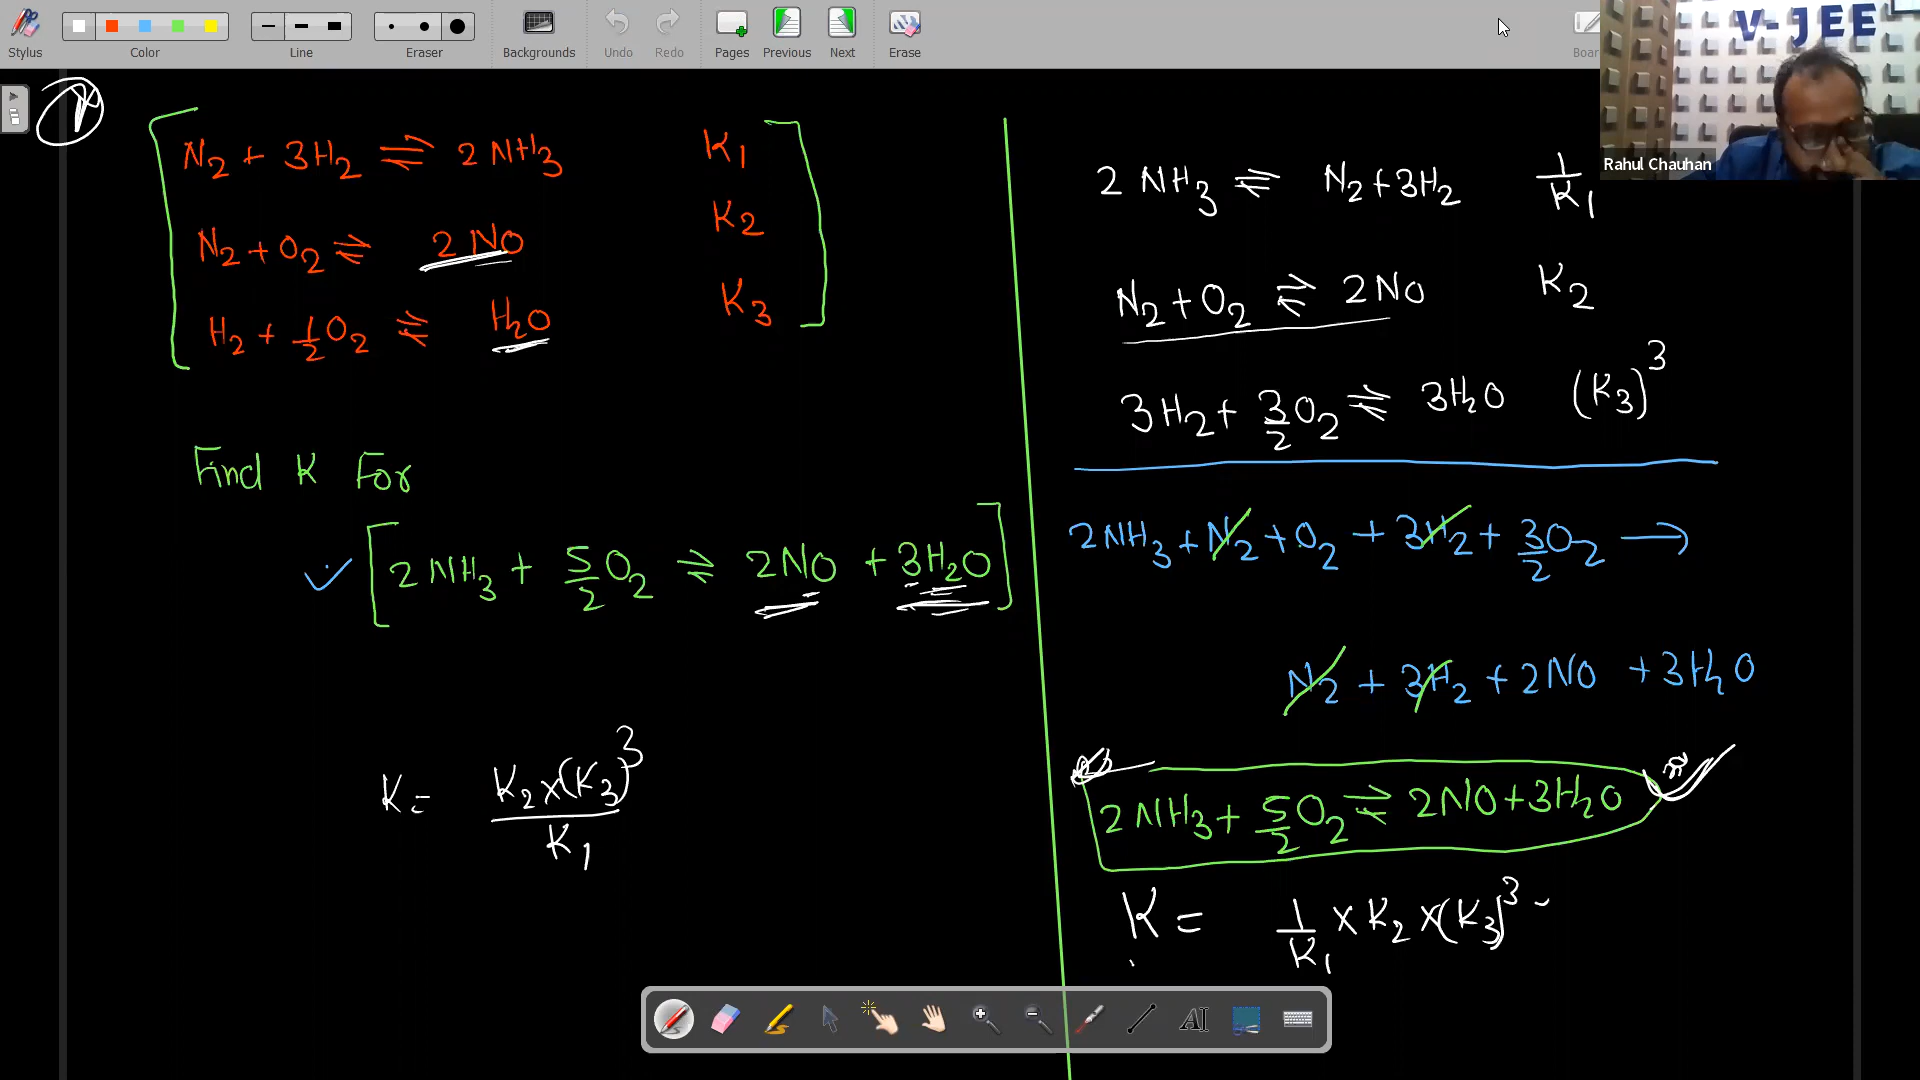 Stylus Color Line Eraser Backgrounds Undo Redo Pages Previous Next Erase
V-JEE
Rahul Chauhan
N2 + 3H2 ⇌ 2NH3 K1
N2 + O2 ⇌ 2NO K2
H2 + 1/2 O2 ⇌ H2O K3
Find K For
[2NH3 + 5/2 O2 ⇌ 2NO + 3H2O]
K = K2 × (K3)^3 / K1
2NH3 ⇌ N2 + 3H2 1/K1
N2 + O2 ⇌ 2NO K2
3H2 + 3/2 O2 ⇌ 3H2O (K3)^3
2NH3 + N2 + O2 + 3H2 + 3/2 O2 ⟶
N2 + 3H2 + 2NO + 3H2O
2NH3 + 5/2 O2 ⇌ 2NO + 3H2O
K = 1/K1 × K2 × (K3)^3